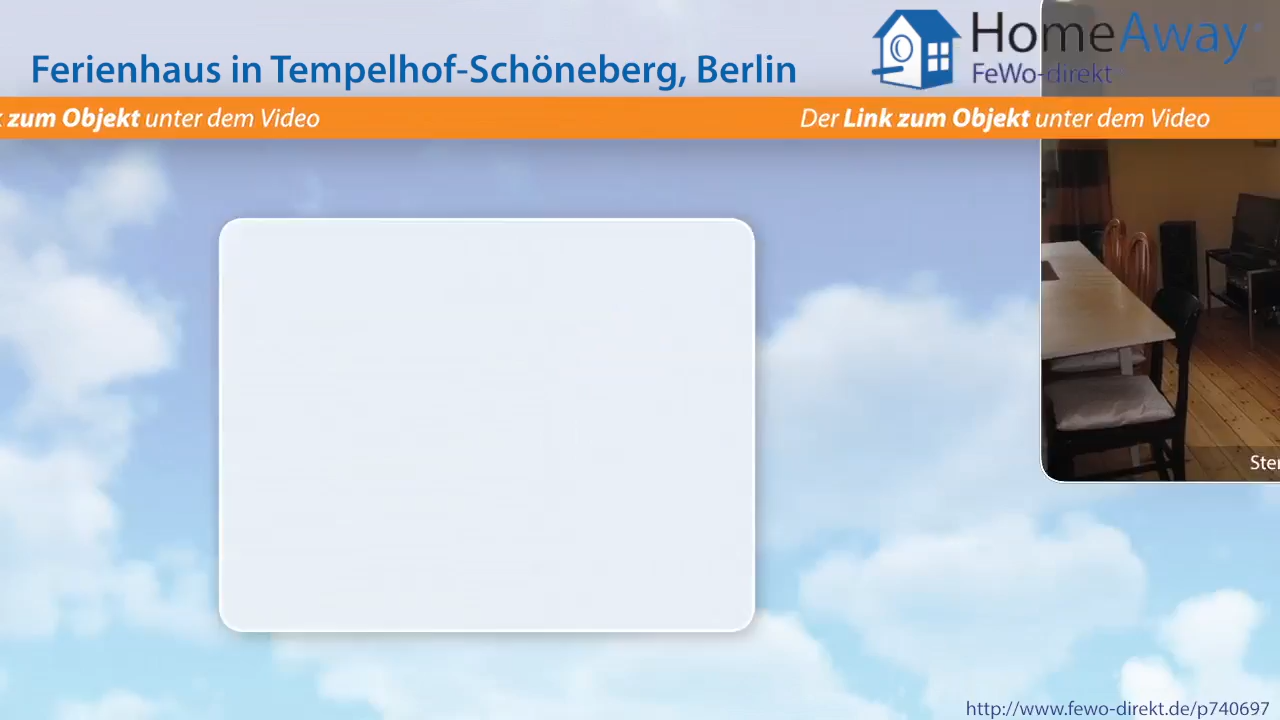 HomeAway
Ferienhaus in Tempelhof-Schöneberg, Berlin
FeWo-direkt
zum Objekt unter dem Video
Der Link zum Objekt unter dem Video
http://www.fewo-direkt.de/p740697